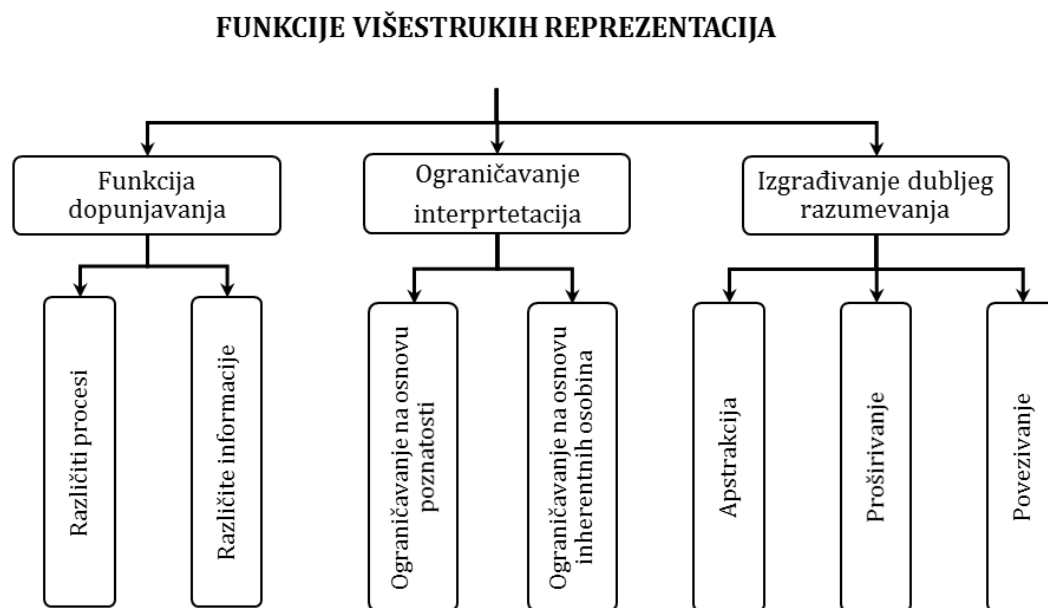 FUNKCIJE VIŠESTRUKIH REPREZENTACIJA
Funkcija
dopunjavanja
Ograničavanje
interprtetacija
Izgrađivanje dubljeg
razumevanja
Različiti procesi
Različite informacije
Ograničavanje na osnovu
poznatosti
Ograničavanje na osnovu
inherentnih osobina
Apstrakcija
Proširivanje
Povezivanje